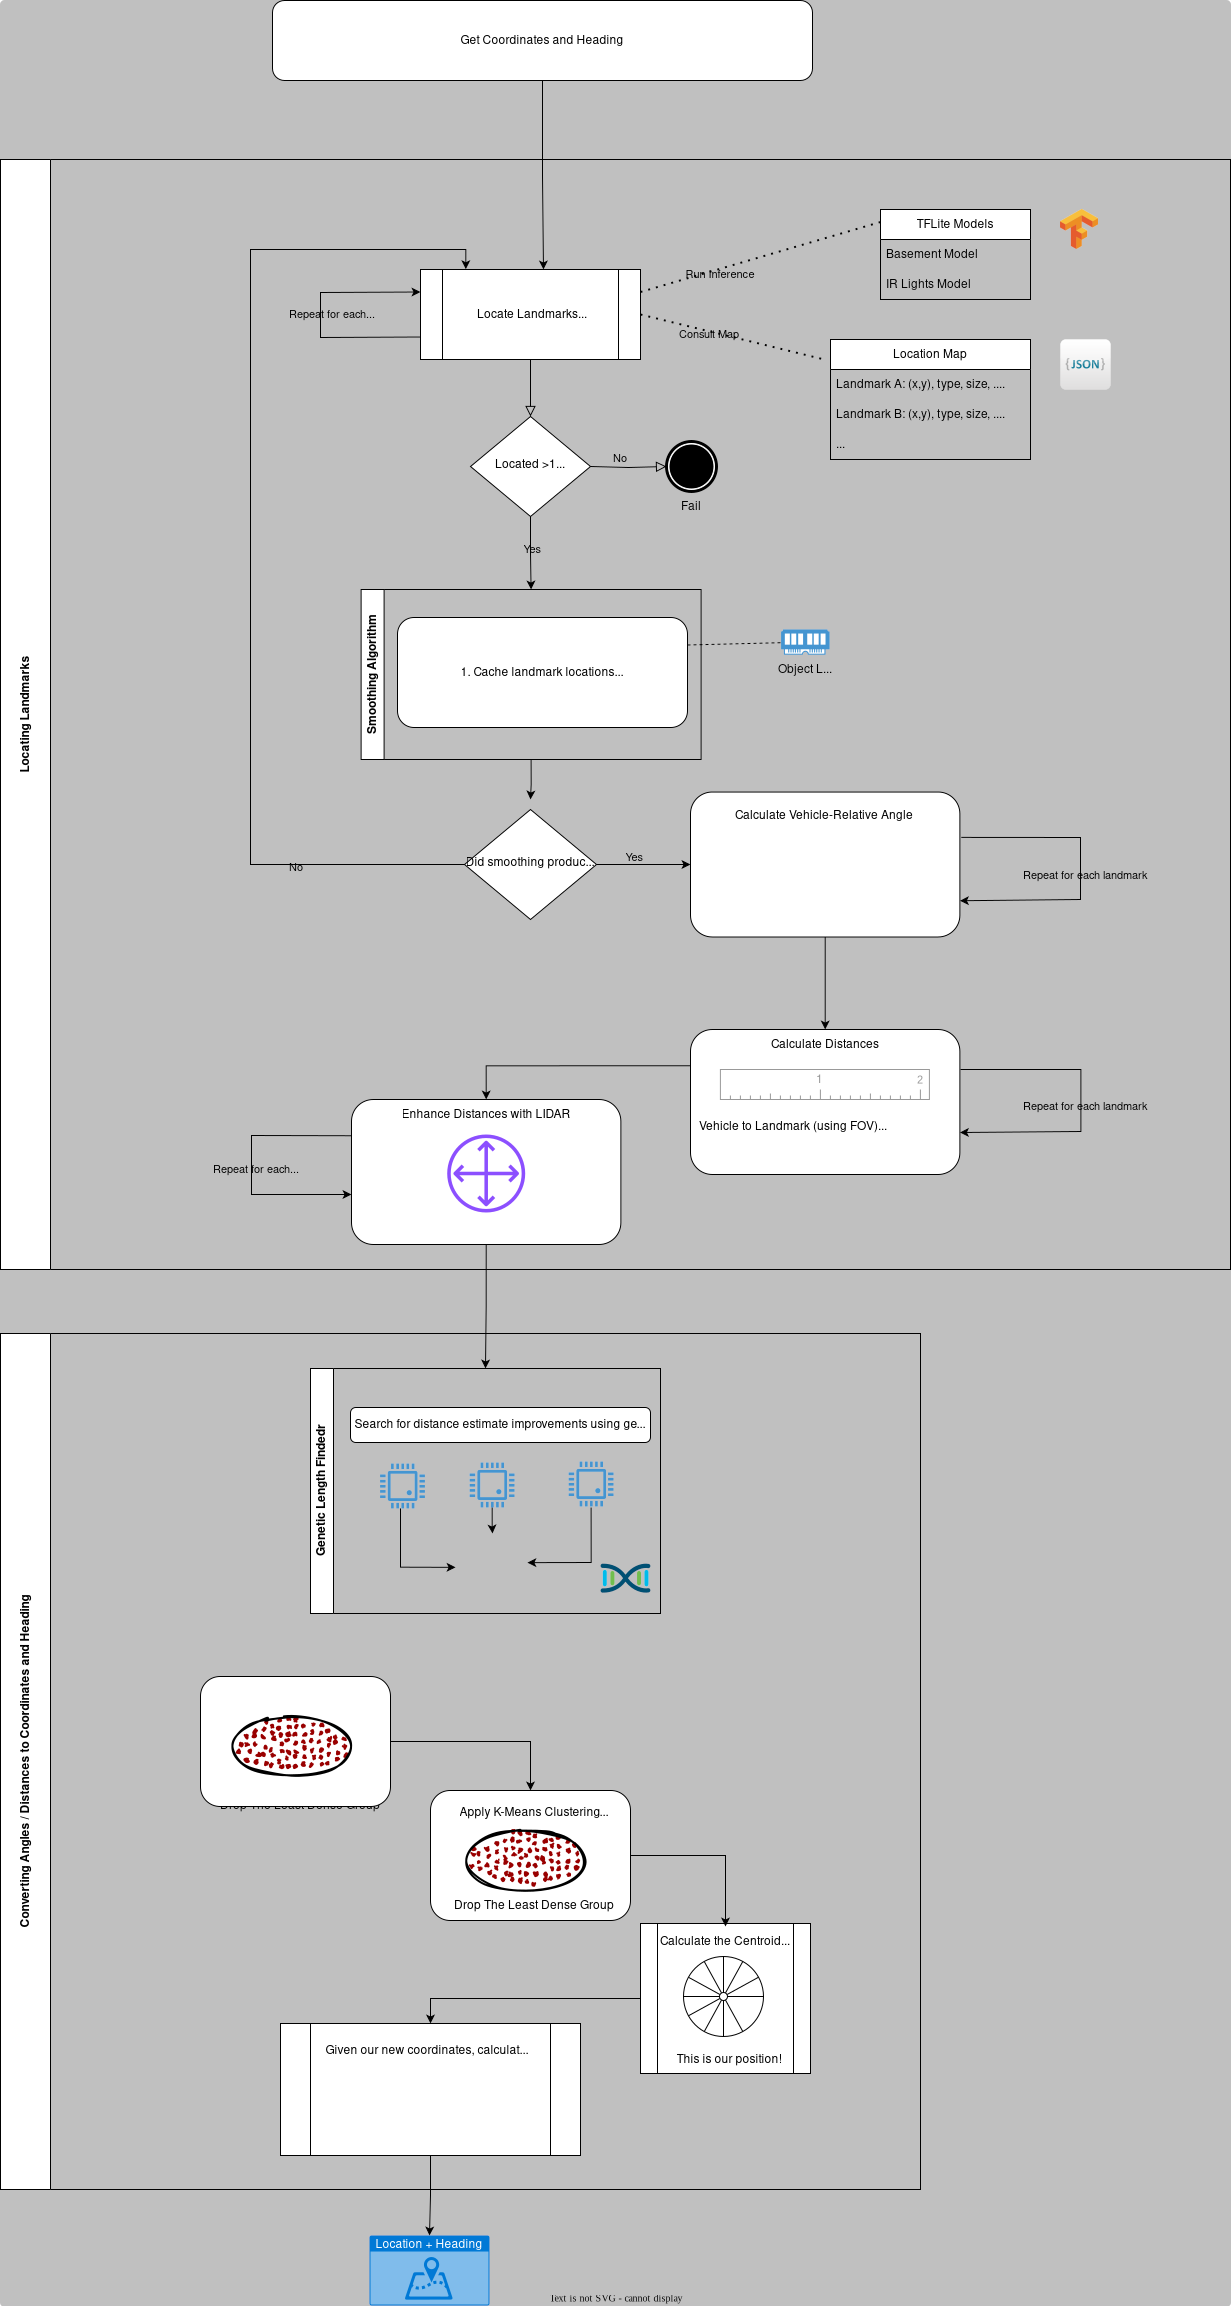 Get Coordinates and Heading
Locating Landmarks
TFLite Models
Basement Model
IR Lights Model
Run Inference
Locate Landmarks...
Repeat for each...
Consult Map
Location Map
Landmark A: (x,y), type, size, ....
Landmark B: (x,y), type, size, ....
...
{JSON}
Located >1...
No
Fail
Yes
Smoothing Algorithm
1. Cache landmark locations...
Object L...
Did smoothing produc...
No
Yes
Calculate Vehicle-Relative Angle
Repeat for each landmark
Calculate Distances
1
2
Vehicle to Landmark (using FOV)...
Repeat for each landmark
Enhance Distances with LIDAR
Repeat for each...
Converting Angles / Distances to Coordinates and Heading
Genetic Length Findedr
Search for distance estimate improvements using ge...
Drop The Least Dense Group
Apply K-Means Clustering...
Drop The Least Dense Group
Calculate the Centroid...
This is our position!
Given our new coordinates, calculat...
Location + Heading
Text is not SVG - cannot display